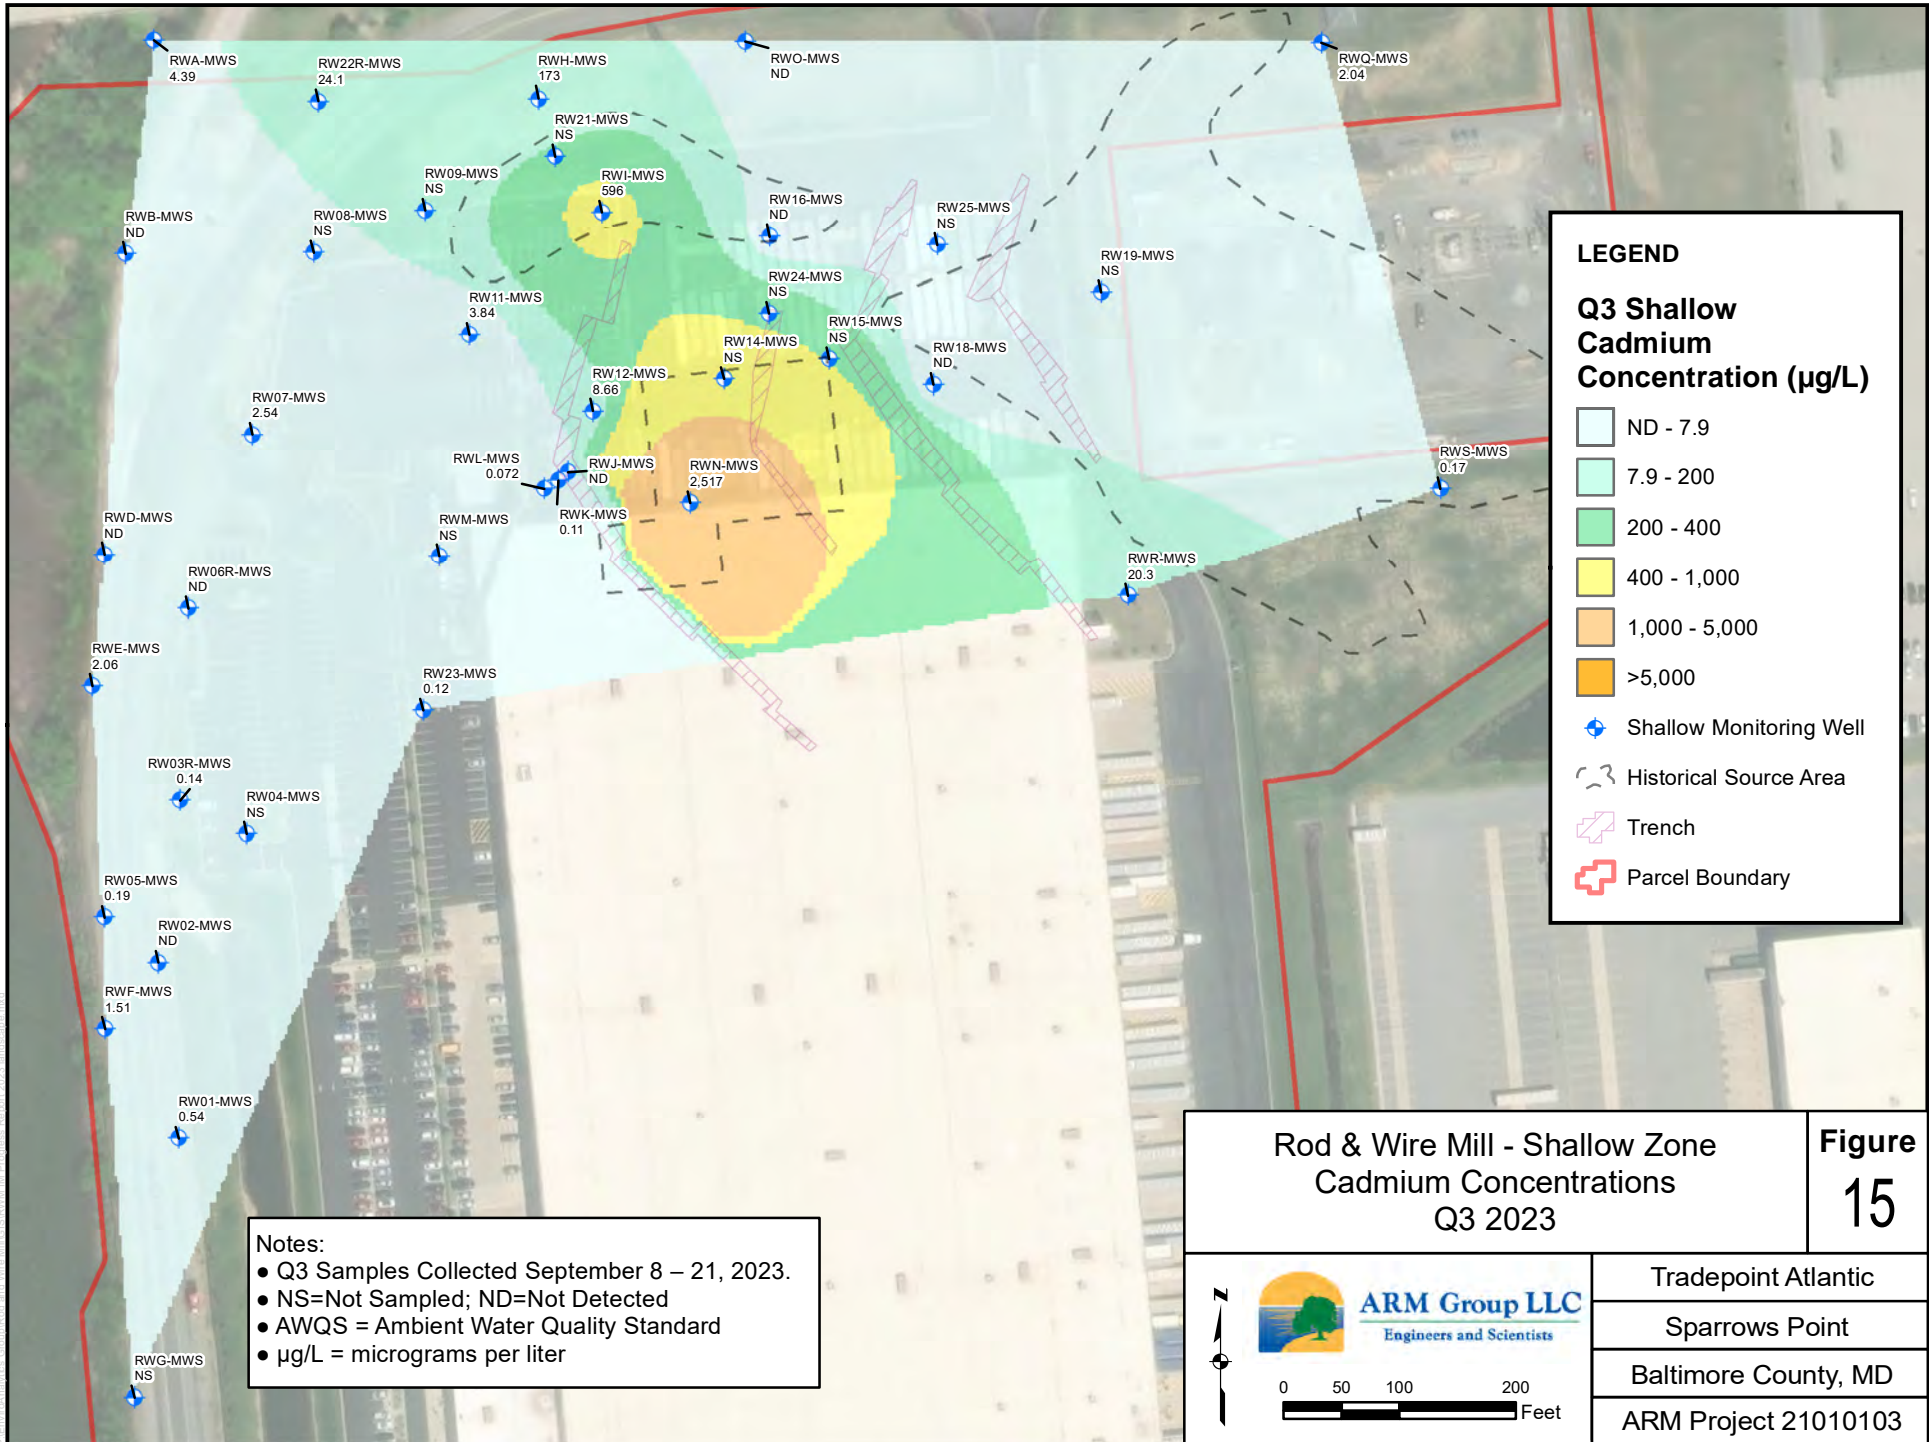 RWA-MWS
4.39
RW22R-MWS
24.1
RWH-MWS
173
RWO-MWS
ND
RWQ-MWS
2.04
RW21-MWS
NS
RW09-MWS
NS
RWI-MWS
596
RWB-MWS
ND
RW08-MWS
NS
RW16-MWS
ND
RW25-MWS
NS
RW19-MWS
NS
RW11-MWS
3.84
RW24-MWS
NS
RW15-MWS
NS
RW14-MWS
NS
RW18-MWS
ND
RW12-MWS
8.66
RW07-MWS
2.54
RWL-MWS
0.072
RWJ-MWS
ND
RWN-MWS
2,517
RWS-MWS
0.17
RWK-MWS
0.11
RWD-MWS
ND
RWM-MWS
NS
RW06R-MWS
ND
RWR-MWS
20.3
RWE-MWS
2.06
RW23-MWS
0.12
RW03R-MWS
0.14
RW04-MWS
NS
RW05-MWS
0.19
RW02-MWS
ND
RWF-MWS
1.51
RW01-MWS
0.54
RWG-MWS
NS
LEGEND
Q3 Shallow
Cadmium
Concentration (µg/L)
ND - 7.9
7.9 - 200
200 - 400
400 - 1,000
1,000 - 5,000
>5,000
Shallow Monitoring Well
Historical Source Area
Trench
Parcel Boundary
Notes:
● Q3 Samples Collected September 8 – 21, 2023.
● NS=Not Sampled; ND=Not Detected
● AWQS = Ambient Water Quality Standard
● µg/L = micrograms per liter
Rod & Wire Mill - Shallow Zone
Cadmium Concentrations
Q3 2023
Figure
15
Z
ARM Group LLC
Engineers and Scientists
0 50 100 200
Feet
Tradepoint Atlantic
Sparrows Point
Baltimore County, MD
ARM Project 21010103